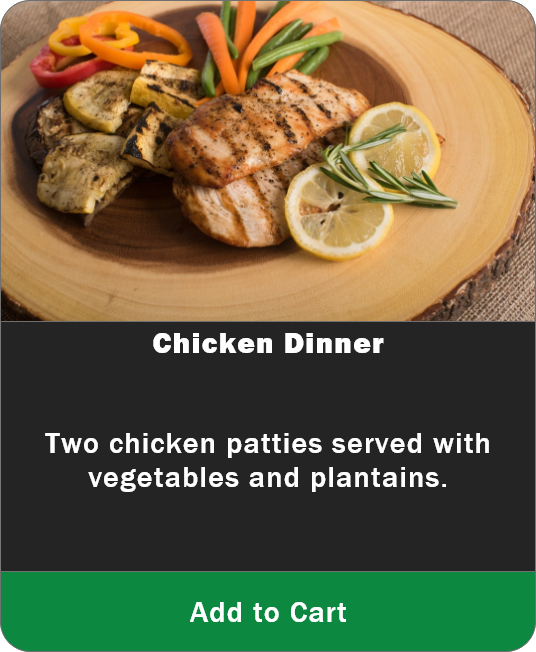 Chicken Dinner
Two chicken patties served with
vegetables and plantains.
Add to Cart